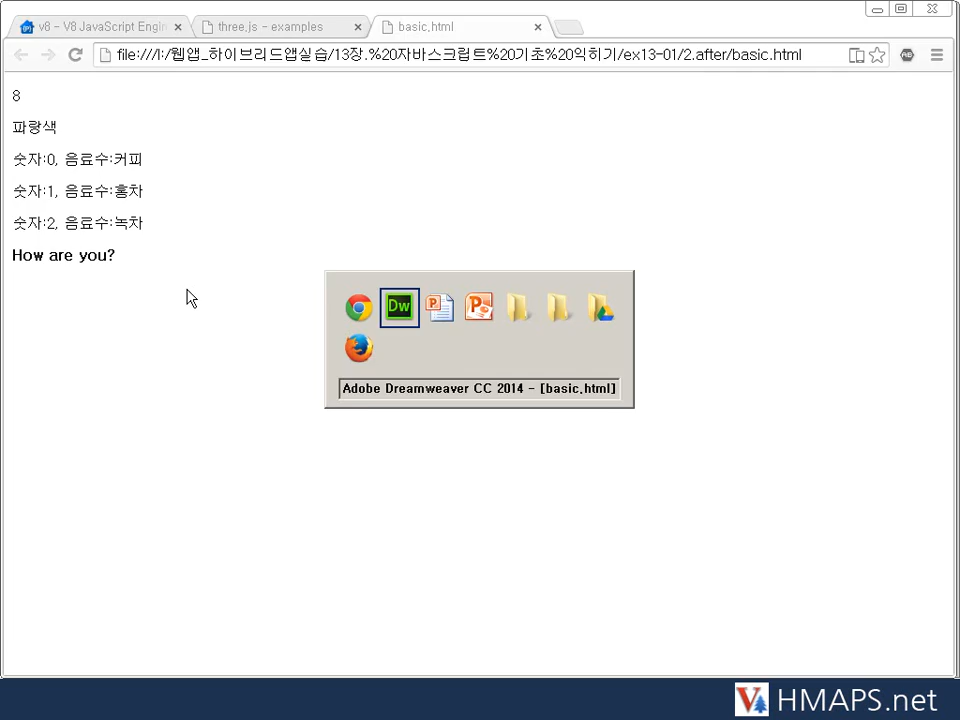 v8 - V8 JavaScript Engin
three.js - examples
basic.html
file:///I:/웹앱_하이브리드앱실습/13장.%20자바스크립트%20기초%20익히기/ex13-01/2.after/basic.html
8
파랑색
숫자:0, 음료수:커피
숫자:1, 음료수:홍차
숫자:2, 음료수:녹차
How are you?
Dw
Adobe Dreamweaver CC 2014 - [basic.html]
HMAPS.net